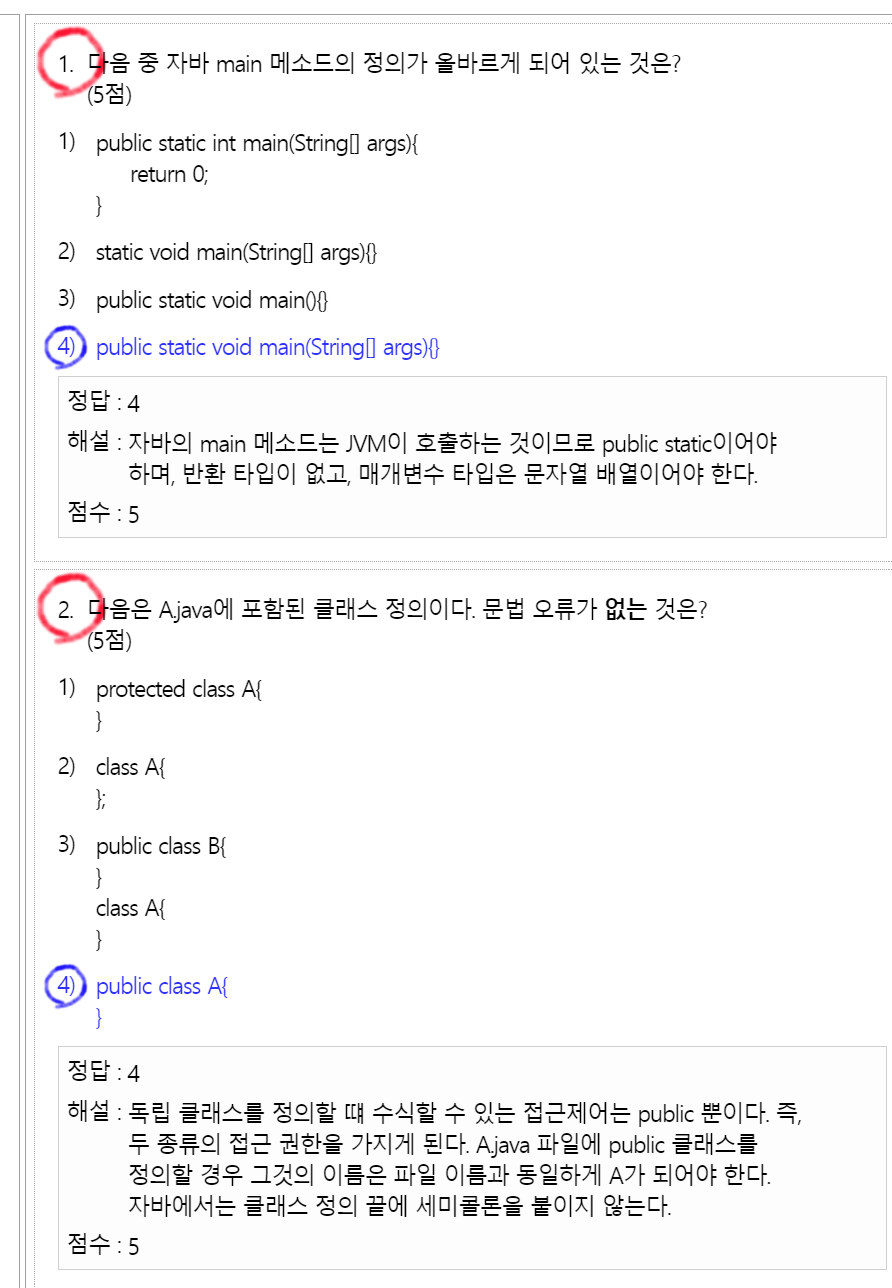 1. 다음 중 자바 main 메소드의 정의가 올바르게 되어 있는 것은?
(5점)
1) public static int main(String[] args){
return 0;
}
2) static void main(String[] args){}
3) public static void main(){}
4) public static void main(String[] args){}
정답 : 4
해설 : 자바의 main 메소드는 JVM이 호출하는 것이므로 public static이어야
하며, 반환 타입이 없고, 매개변수 타입은 문자열 배열이어야 한다.
점수 : 5
2. 다음은 A.java에 포함된 클래스 정의이다. 문법 오류가 없는 것은?
(5점)
1) protected class A{
}
2) class A{
};
3) public class B{
}
class A{
}
4) public class A{
}
정답 : 4
해설 : 독립 클래스를 정의할 떄 수식할 수 있는 접근제어는 public 뿐이다. 즉,
두 종류의 접근 권한을 가지게 된다. A.java 파일에 public 클래스를
정의할 경우 그것의 이름은 파일 이름과 동일하게 A가 되어야 한다.
자바에서는 클래스 정의 끝에 세미콜론을 붙이지 않는다.
점수 : 5